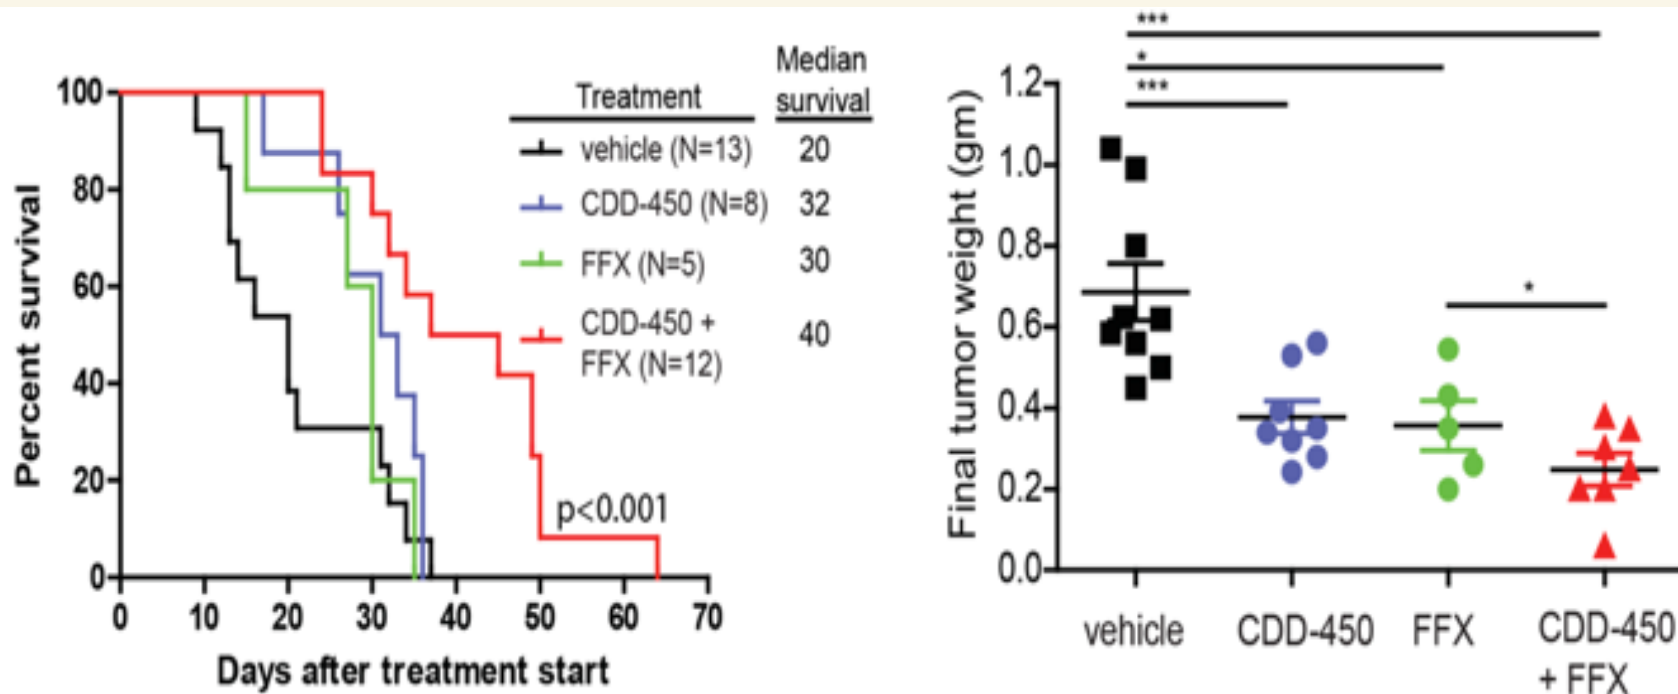 Percent survival
100
80
60
40
20
0
0 10 20 30 40 50 60 70
Days after treatment start
Treatment
Median
survival
vehicle (N=13) 20
CDD-450 (N=8) 32
FFX (N=5) 30
CDD-450 +
FFX (N=12) 40
p<0.001
Final tumor weight (gm)
1.2
1.0
0.8
0.6
0.4
0.2
0.0
***
*
***
*
vehicle CDD-450 FFX CDD-450
+ FFX